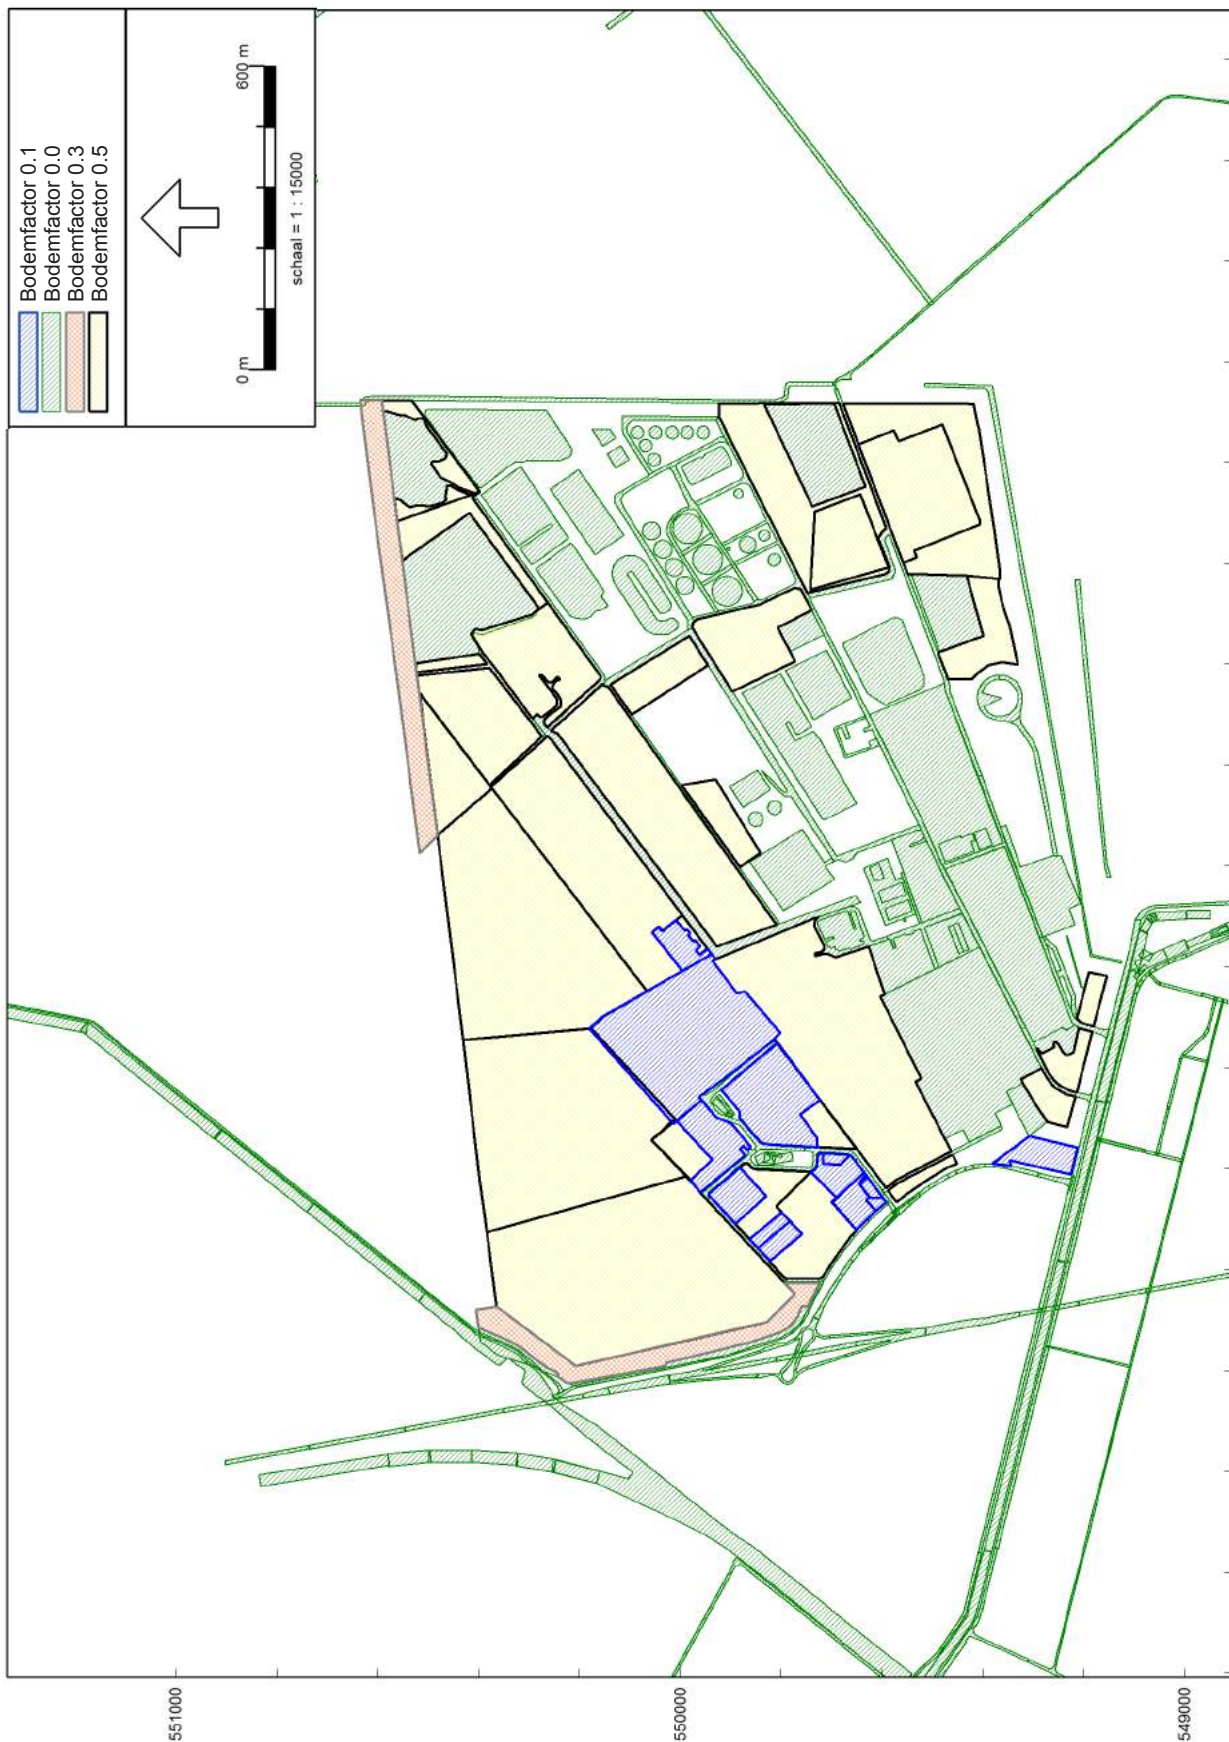 Bodemfactor 0.1
Bodemfactor 0.0
Bodemfactor 0.3
Bodemfactor 0.5
0 m
600 m
schaal = 1 : 15000
551000
550000
549000